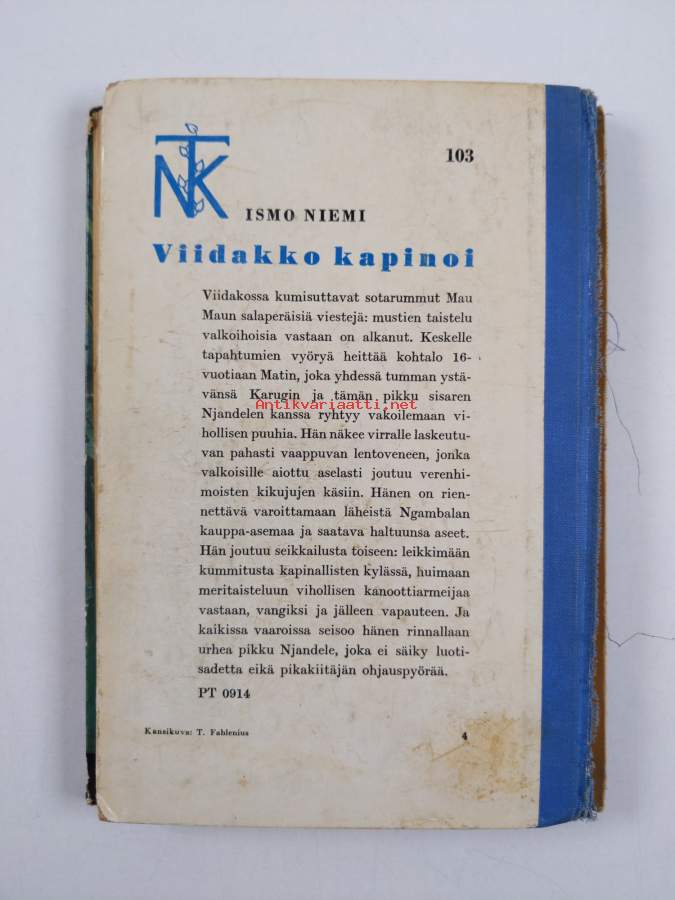 NTK
103
ISMO NIEMI
Viidakko kapinoi
Viidakossa kumisuttavat sotarummut Mau
Maun salaperäisiä viestejä: mustien taistelu
valkoihoisia vastaan on alkanut. Keskelle
tapahtumien vyöryä heittää kohtalo 16-
vuotiaan Matin, joka yhdessä tumman ystä-
vänsä Karugin ja tämän pikku sisaren
Antikvariaatti.net
Njandelen kanssa ryhtyy vakoilemaan vi-
hollisen puuhia. Hän näkee virralle laskeutu-
van pahasti vaappuvan lentoveneen, jonka
valkoisille aiottu aselasti joutuu verenhi-
moisten kikujujen käsiin. Hänen on rien-
nettävä varoittamaan läheistä Ngambalan
kauppa-asemaa ja saatava haltuunsa aseet.
Hän joutuu seikkailusta toiseen: leikkimään
kummitusta kapinallisten kylässä, huimaan
meritaisteluun vihollisen kanoottiarmeijaa
vastaan, vangiksi ja jälleen vapauteen. Ja
kaikissa vaaroissa seisoo hänen rinnallaan
urhea pikku Njandele, joka ei säiky luoti-
sadetta eikä pikakiitäjän ohjauspyörää.
PT 0914
Kansikuva: T. Fahlenius
4